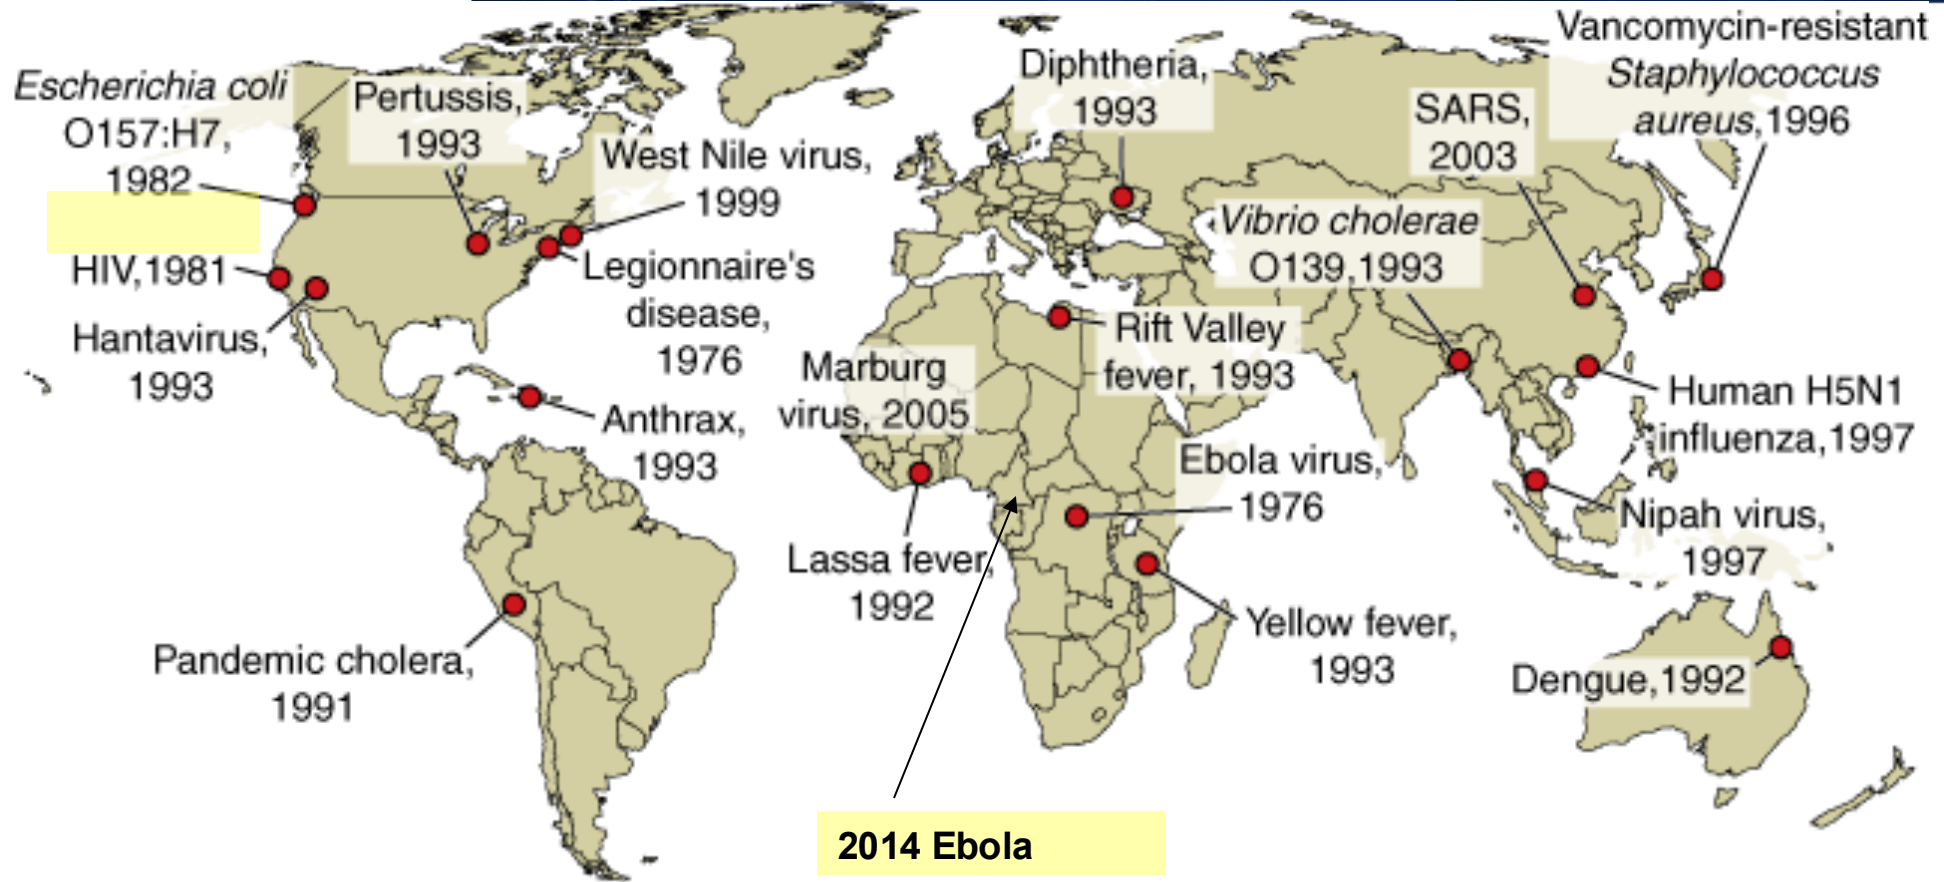 Escherichia coli
O157:H7,
1982
Pertussis,
1993
West Nile virus,
1999
HIV,1981
Hantavirus,
1993
Legionnaire's
disease,
1976
Anthrax,
1993
Pandemic cholera,
1991
Diphtheria,
1993
Marburg
virus, 2005
Rift Valley
fever, 1993
Lassa fever,
1992
Ebola virus,
1976
Yellow fever,
1993
2014 Ebola
Vancomycin-resistant
Staphylococcus
aureus,1996
SARS,
2003
Vibrio cholerae
O139,1993
Human H5N1
influenza,1997
Nipah virus,
1997
Dengue,1992